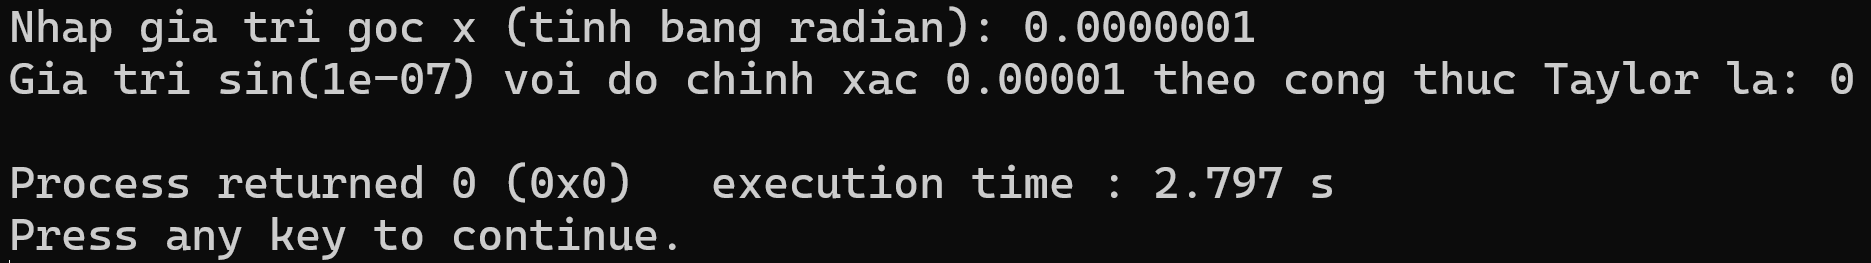 Nhap gia tri goc x (tinh bang radian): 0.0000001
Gia tri sin(1e-07) voi do chinh xac 0.00001 theo cong thuc Taylor la: 0
Process returned 0 (0x0)   execution time : 2.797 s
Press any key to continue.